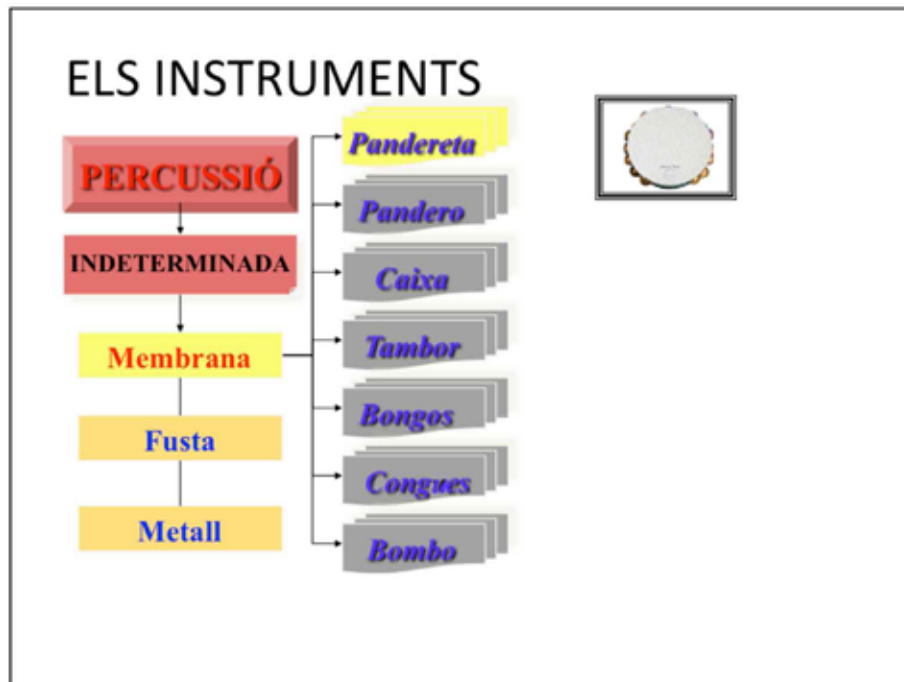 ELS INSTRUMENTS
PERCUSSIÓ
INDETERMINADA
Membrana
Fusta
Metall
Pandereta
Pandero
Caixa
Tambor
Bongos
Congues
Bombo